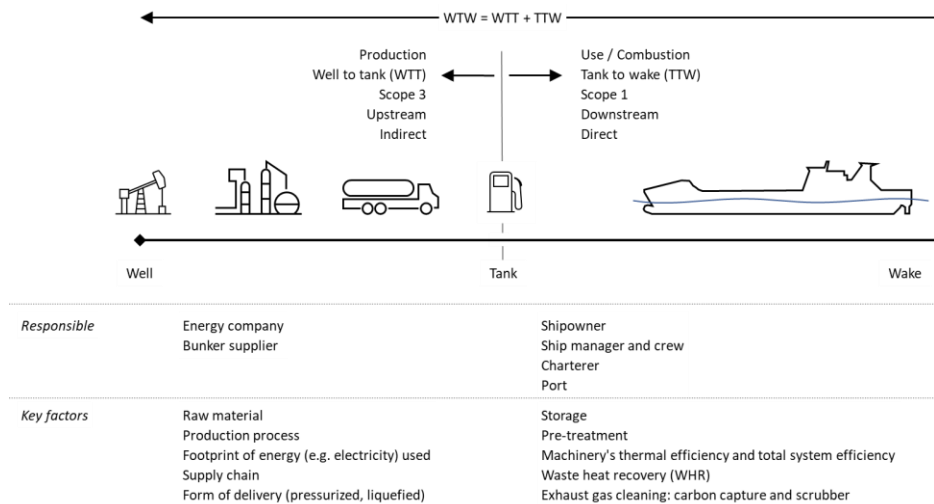 WTW = WTT + TTW
Production
Well to tank (WTT)
Scope 3
Upstream
Indirect
Use / Combustion
Tank to wake (TTW)
Scope 1
Downstream
Direct
Well
Tank
Wake
Responsible
Energy company
Bunker supplier
Shipowner
Ship manager and crew
Charterer
Port
Key factors
Raw material
Production process
Footprint of energy (e.g. electricity) used
Supply chain
Form of delivery (pressurized, liquefied)
Storage
Pre-treatment
Machinery's thermal efficiency and total system efficiency
Waste heat recovery (WHR)
Exhaust gas cleaning: carbon capture and scrubber